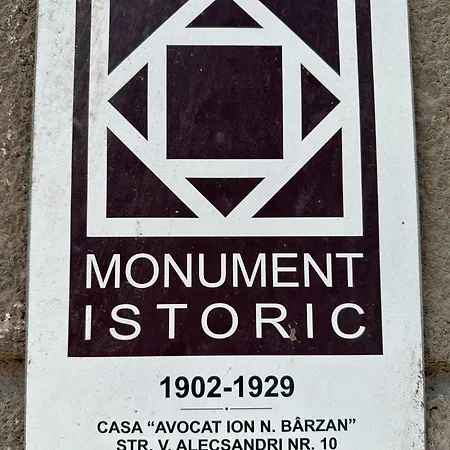 MONUMENT
ISTORIC
1902-1929
CASA “AVOCAT ION N. BÂRZAN”
STR. V. ALECSANDRI NR. 10